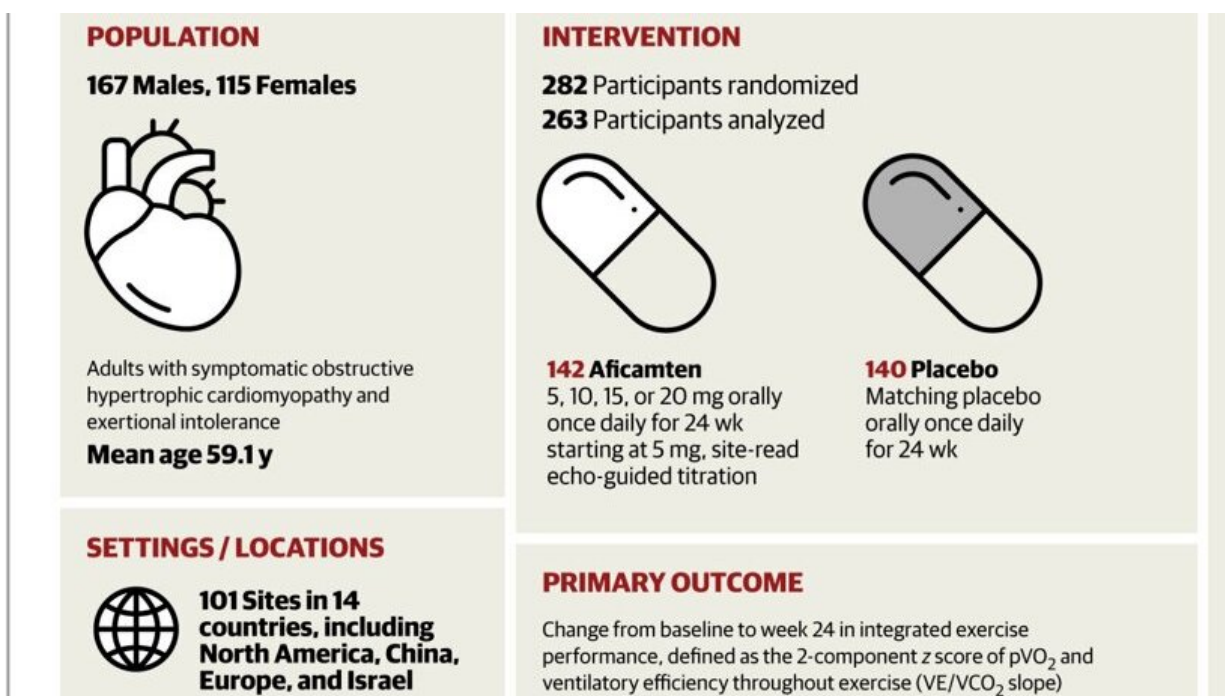 POPULATION
167 Males, 115 Females
Adults with symptomatic obstructive
hypertrophic cardiomyopathy and
exertional intolerance
Mean age 59.1 y
INTERVENTION
282 Participants randomized
263 Participants analyzed
142 Aficamten
5, 10, 15, or 20 mg orally
once daily for 24 wk
starting at 5 mg, site-read
echo-guided titration
140 Placebo
Matching placebo
orally once daily
for 24 wk
SETTINGS / LOCATIONS
101 Sites in 14
countries, including
North America, China,
Europe, and Israel
PRIMARY OUTCOME
Change from baseline to week 24 in integrated exercise
performance, defined as the 2-component z score of pVO₂ and
ventilatory efficiency throughout exercise (VE/VCO₂ slope)